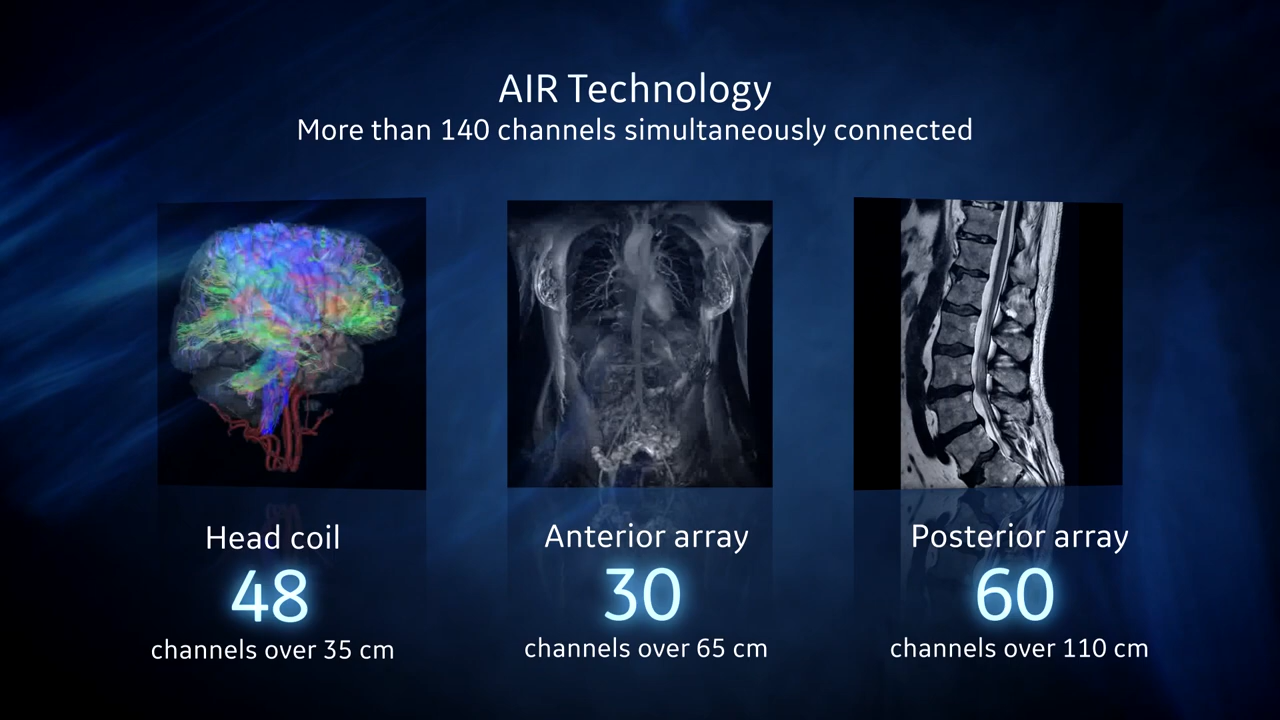 AIR Technology
More than 140 channels simultaneously connected
Head coil
48
channels over 35 cm
Anterior array
30
channels over 65 cm
Posterior array
60
channels over 110 cm